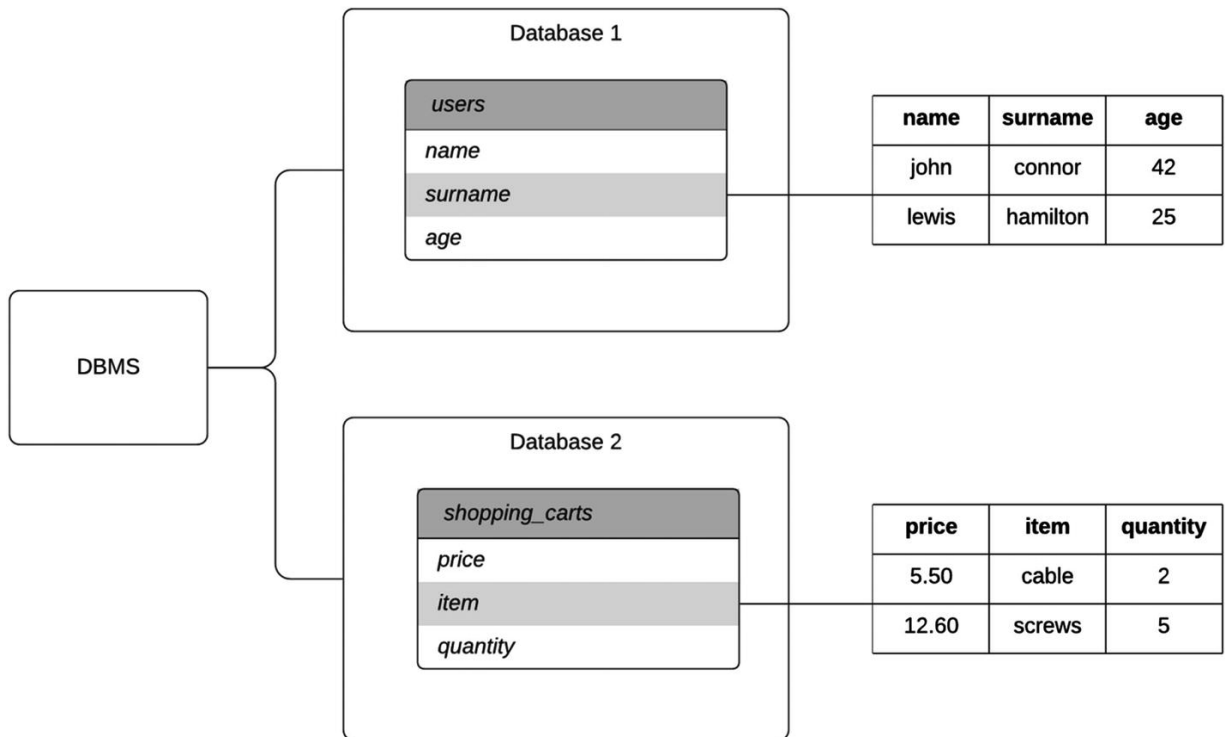 Database 1
users
name
surname
age
name surname age
john connor 42
lewis hamilton 25
DBMS
Database 2
shopping_carts
price
item
quantity
price item quantity
5.50 cable 2
12.60 screws 5